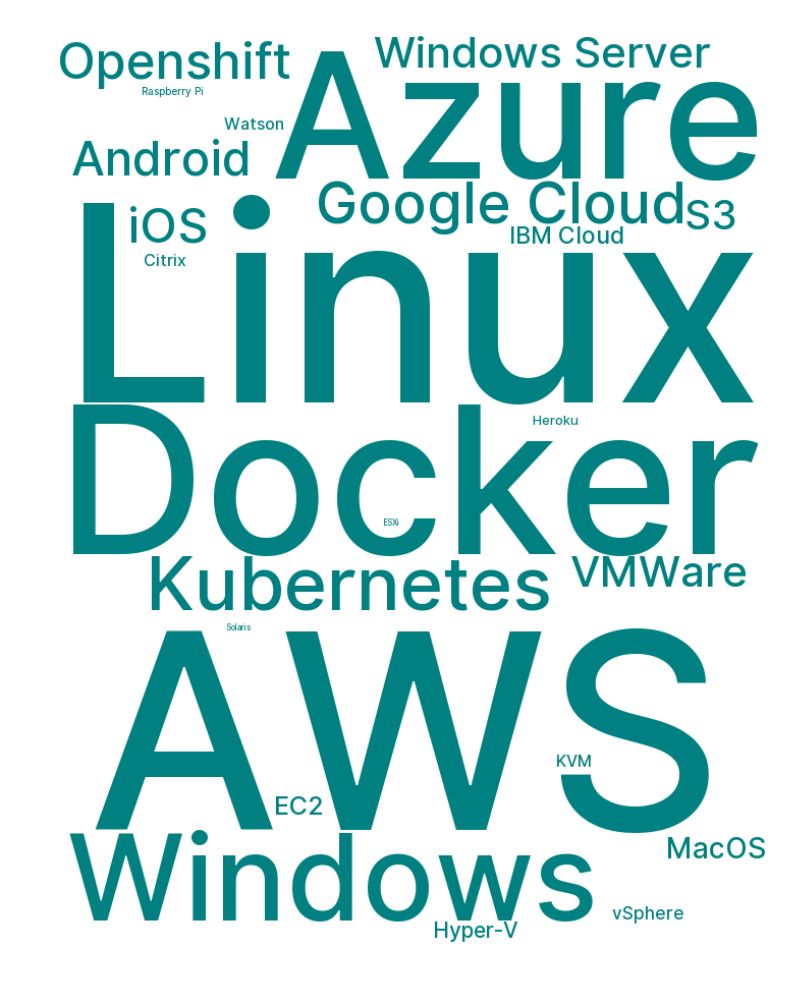 Openshift
Windows Server
Azure
Raspberry Pi
Watson
Android
Google Cloud
S3
iOS
IBM Cloud
Citrix
Linux
Docker
Heroku
ESXi
Kubernetes
VMWare
Solaris
AWS
KVM
EC2
MacOS
Windows
vSphere
Hyper-V